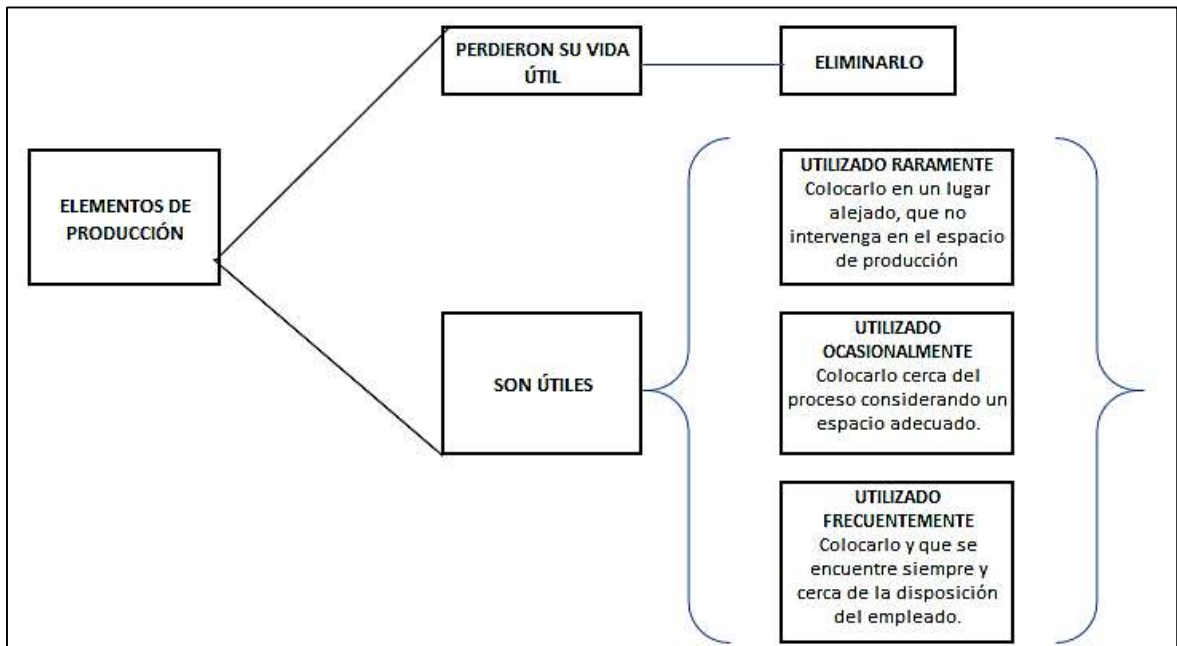 PERDIERON SU VIDA
ÚTIL
ELIMINARLO
ELEMENTOS DE
PRODUCCIÓN
UTILIZADO RARAMENTE
Colocarlo en un lugar
alejado, que no
intervenga en el espacio
de producción
SON ÚTILES
UTILIZADO
OCASIONALMENTE
Colocarlo cerca del
proceso considerando un
espacio adecuado.
UTILIZADO
FRECUENTEMENTE
Colocarlo y que se
encuentre siempre y
cerca de la disposición
del empleado.